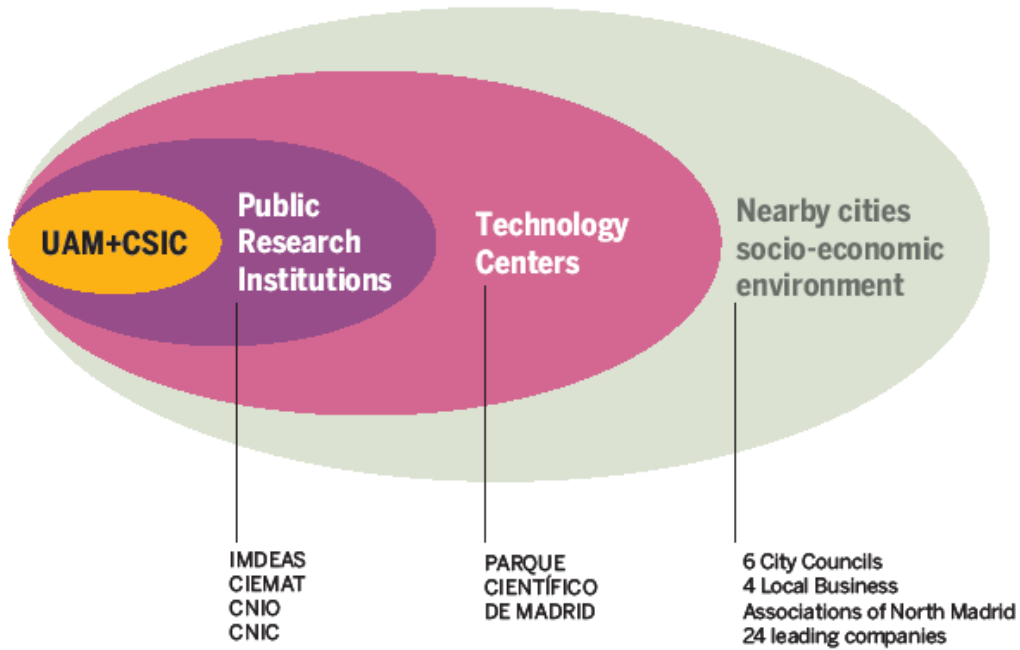 UAM+CSIC
Public
Research
Institutions
Technology
Centers
Nearby cities
socio-economic
environment
IMDEAS
CIEMAT
CNIO
CNIC
PARQUE
CIENTÍFICO
DE MADRID
6 City Councils
4 Local Business
Associations of North Madrid
24 leading companies